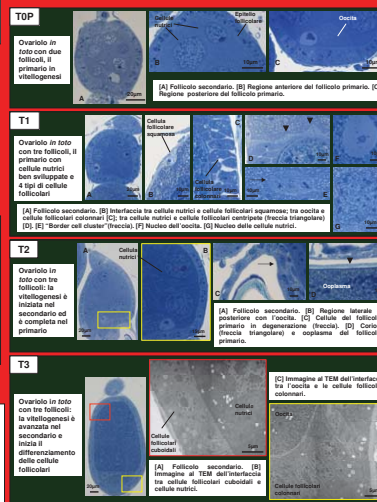 T0P
Ovariolo in
toto con due
follicoli, il
primario in
vitellogenesi
Cellule
nutrici
Epitelio
follicolare
Oocita
A
20µm
B
10µm
C
10µm
[A] Follicolo secondario. [B] Regione anteriore del follicolo primario. [C]
Regione posteriore del follicolo primario.
T1
Ovariolo in toto
con tre follicoli, il
primario con
cellule nutrici
ben sviluppate e
4 tipi di cellule
follicolari
Cellula
follicolare
squamosa
Cellule
follicolari
colonnari
A
B
C
D
E
F
G
[A] Follicolo secondario. [B] Interfaccia tra cellule nutrici e cellule follicolari squamose; tra oocita e
cellule follicolari colonnari [C]; tra cellule nutrici e cellule follicolari centripete (freccia triangolare)
[D]. [E] "Border cell cluster"(freccia). [F] Nucleo dell'oocita. [G] Nucleo delle cellule nutrici.
T2
Ovariolo in
toto con tre
follicoli: la
vitellogenesi è
iniziata nel
secondario ed
è completa nel
primario
Cellule
nutrici
A
B
C
D
20µm
Ooplasma
[A] Follicolo secondario. [B] Regione laterale
posteriore con l'oocita. [C] Cellule del follicolo
primario in degenerazione (freccia). [D] Corion
(freccia triangolare) e ooplasma del follicolo
primario.
T3
Ovariolo in toto
con tre follicoli:
la vitellogenesi è
avanzata nel
secondario e
inizia il
differenziamento
delle cellule
follicolari
20µm
Cellule
nutrici
Cellule
follicolari
cuboidali
5µm
[A] Follicolo secondario. [B]
Immagine al TEM dell'interfaccia
tra cellule follicolari cuboidali e
cellule nutrici.
[C] Immagine al TEM dell'interfaccia
tra l'oocita e le cellule follicolari
colonnari.
Oocita
Cellule follicolari
colonnari
5µm